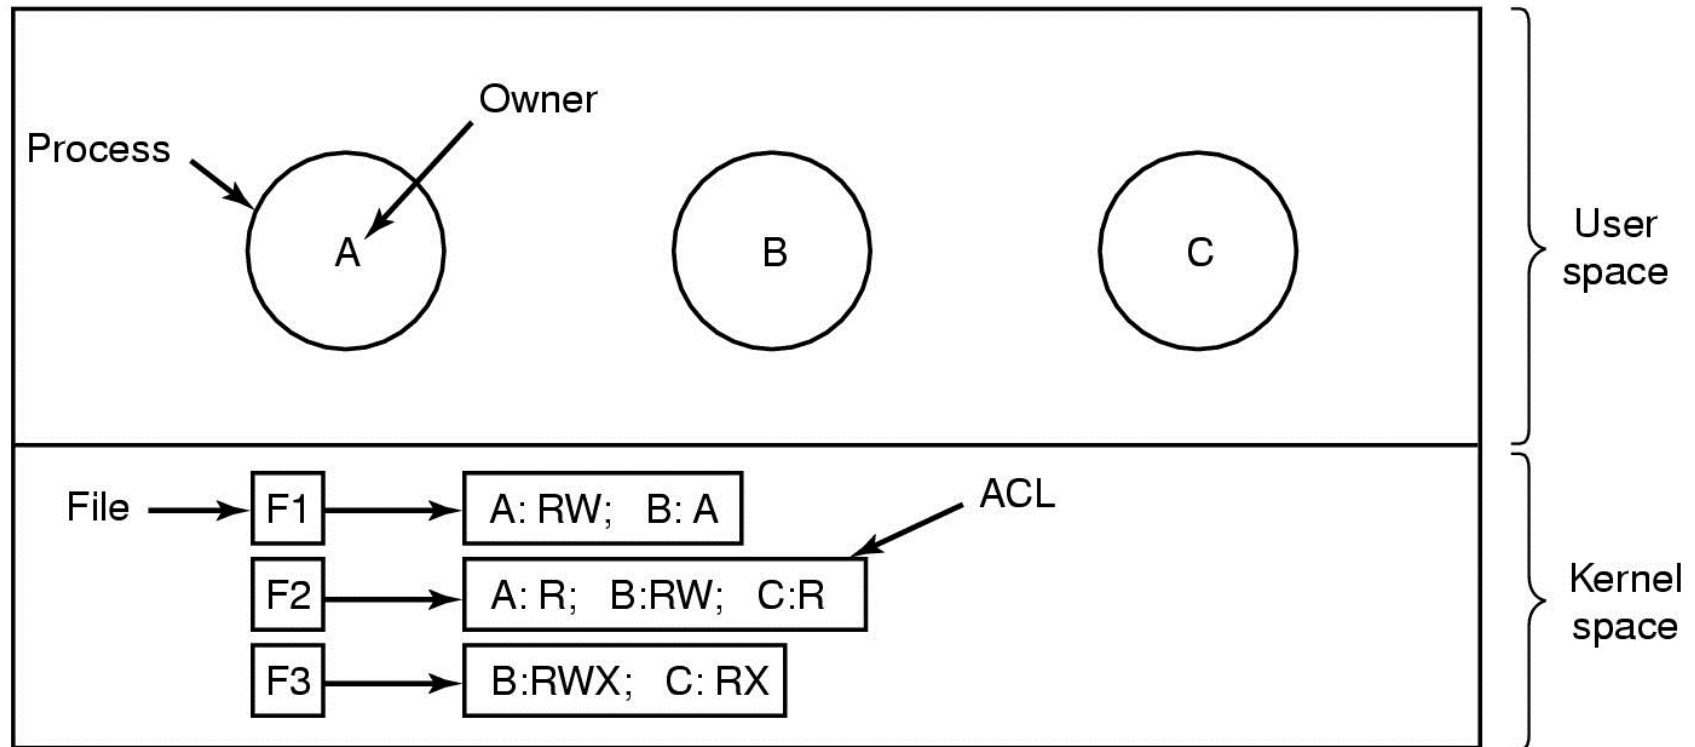 Owner
Process
A
B
C
User
space
File
F1
A: RW; B: A
ACL
F2
A: R; B:RW; C:R
F3
B:RWX; C: RX
Kernel
space